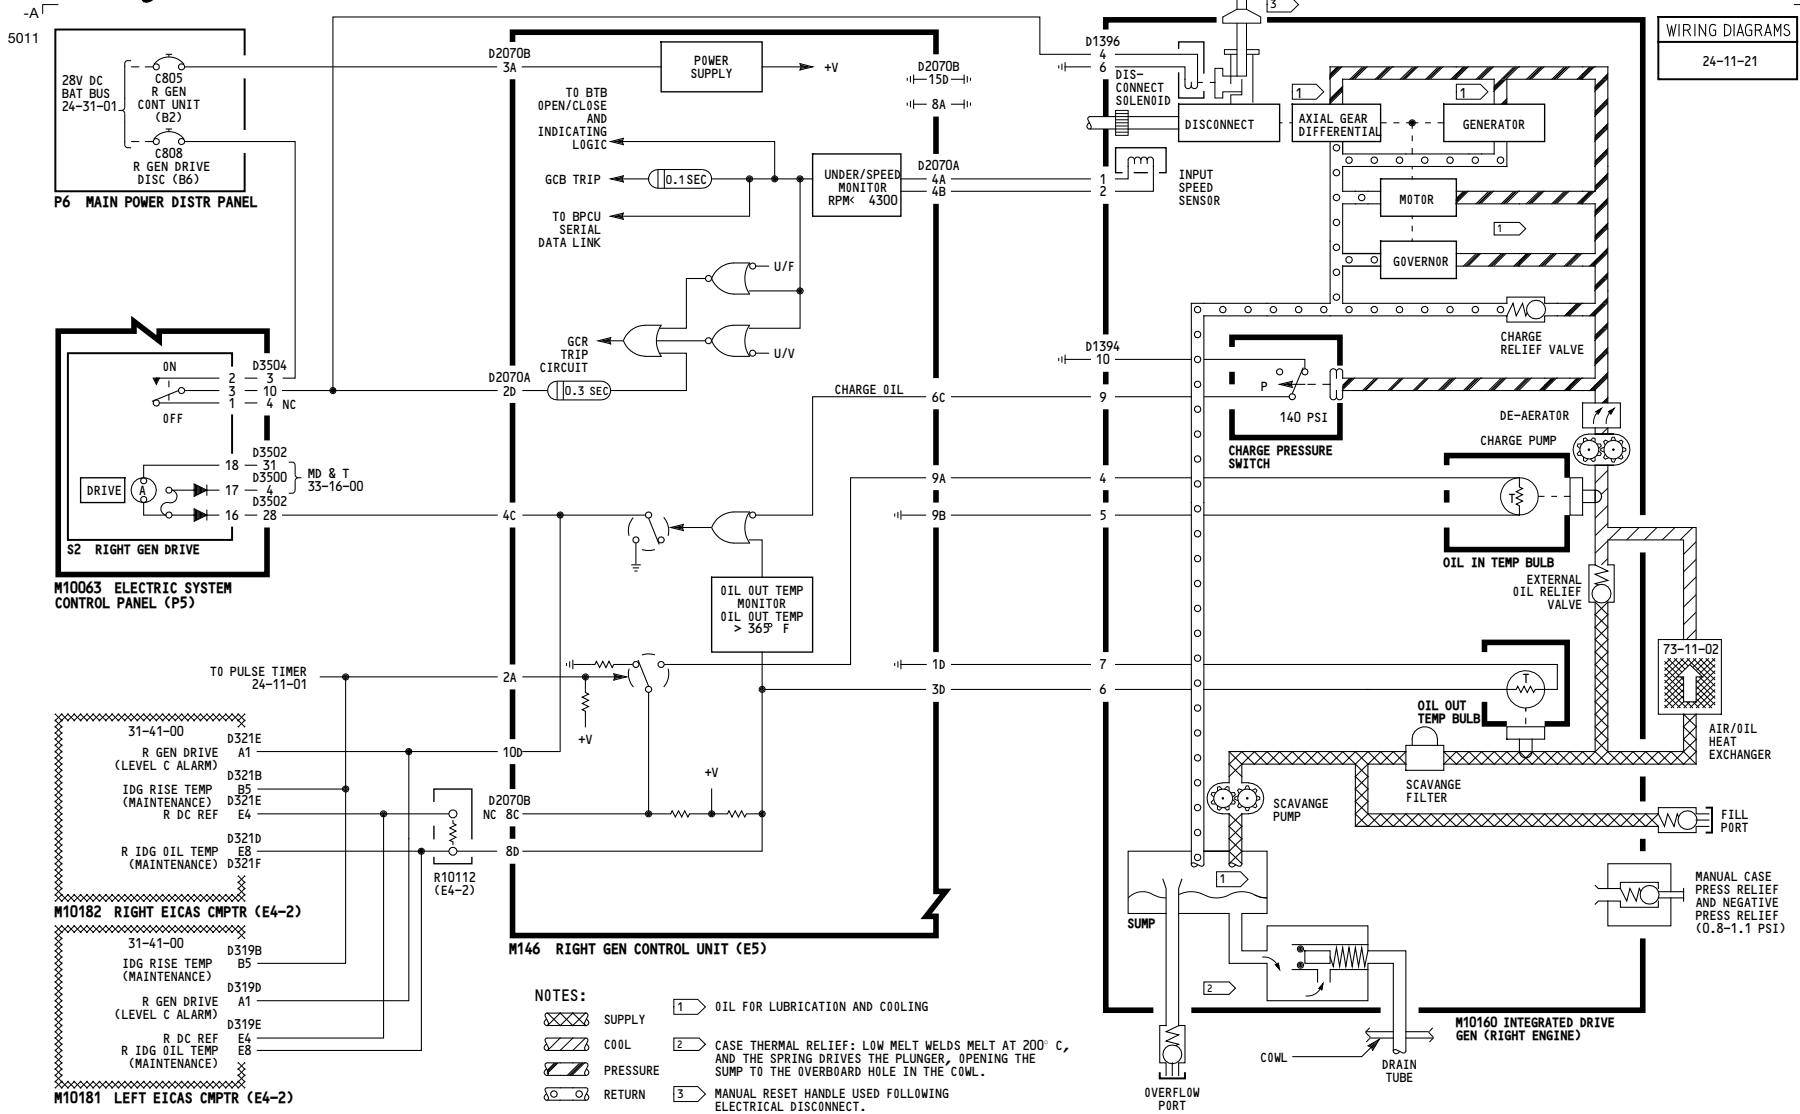 -A
5011
WIRING DIAGRAMS
24-11-21
28V DC
BAT BUS
24-31-01
C805
R GEN
CONT UNIT
(B2)
C808
R GEN DRIVE
DISC (B6)
P6 MAIN POWER DISTR PANEL
ON
OFF
2
3
1
D3504
3
10
4 NC
D3502
18 31
D3500
17 4
D3502
16 28
MD & T
33-16-00
DRIVE
A
S2 RIGHT GEN DRIVE
M10063 ELECTRIC SYSTEM
CONTROL PANEL (P5)
TO PULSE TIMER
24-11-01
31-41-00
D321E
R GEN DRIVE A1
(LEVEL C ALARM)
D321B
IDG RISE TEMP B5
(MAINTENANCE) D321E
R DC REF E4
D321D
R IDG OIL TEMP E8
(MAINTENANCE) D321F
M10182 RIGHT EICAS CMPTR (E4-2)
31-41-00
D319B
IDG RISE TEMP B5
(MAINTENANCE)
D319D
R GEN DRIVE A1
(LEVEL C ALARM)
D319E
R DC REF E4
R IDG OIL TEMP E8
(MAINTENANCE)
M10181 LEFT EICAS CMPTR (E4-2)
R10112
(E4-2)
D2070B
3A
POWER
SUPPLY
+V
D2070B
15D
8A
TO BTB
OPEN/CLOSE
AND
INDICATING
LOGIC
GCB TRIP
0.1SEC
TO BPCU
SERIAL
DATA LINK
UNDER/SPEED
MONITOR
RPM< 4300
D2070A
4A
4B
U/F
U/V
GCR
TRIP
CIRCUIT
D2070A
2D
0.3 SEC
CHARGE OIL
6C
9A
9B
4C
OIL OUT TEMP
MONITOR
OIL OUT TEMP
> 365° F
2A
+V
1D
3D
10D
+V
D2070B
NC 8C
8D
M146 RIGHT GEN CONTROL UNIT (E5)
NOTES:
SUPPLY
COOL
PRESSURE
RETURN
1 OIL FOR LUBRICATION AND COOLING
2 CASE THERMAL RELIEF: LOW MELT WELDS MELT AT 200° C,
AND THE SPRING DRIVES THE PLUNGER, OPENING THE
SUMP TO THE OVERBOARD HOLE IN THE COWL.
3 MANUAL RESET HANDLE USED FOLLOWING
ELECTRICAL DISCONNECT.
3
D1396
4
6
DIS-
CONNECT
SOLENOID
DISCONNECT
1
AXIAL GEAR
DIFFERENTIAL
1
GENERATOR
1
2
INPUT
SPEED
SENSOR
MOTOR
1
GOVERNOR
CHARGE
RELIEF VALVE
D1394
10
9
P
140 PSI
CHARGE PRESSURE
SWITCH
DE-AERATOR
CHARGE PUMP
4
5
T
OIL IN TEMP BULB
EXTERNAL
OIL RELIEF
VALVE
7
6
T
OIL OUT
TEMP BULB
73-11-02
AIR/OIL
HEAT
EXCHANGER
SCAVANGE
FILTER
SCAVANGE
PUMP
FILL
PORT
1
SUMP
2
MANUAL CASE
PRESS RELIEF
AND NEGATIVE
PRESS RELIEF
(0.8-1.1 PSI)
M10160 INTEGRATED DRIVE
GEN (RIGHT ENGINE)
COWL
DRAIN
TUBE
OVERFLOW
PORT